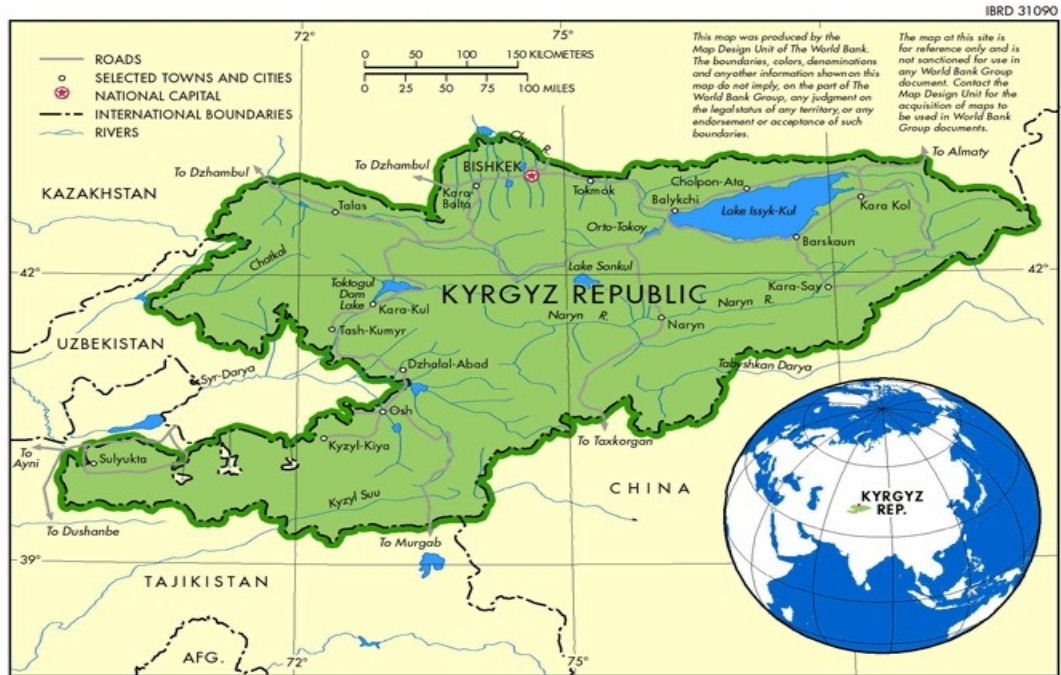 IBRD 31090
72°
75°
ROADS
SELECTED TOWNS AND CITIES
NATIONAL CAPITAL
INTERNATIONAL BOUNDARIES
RIVERS
0 50 100 150 KILOMETERS
0 25 50 75 100 MILES
This map was produced by the
Map Design Unit of The World Bank.
The boundaries, colors, denominations
and any other information shown on this
map do not imply, on the part of The
World Bank Group, any judgment on
the legal status of any territory, or any
endorsement or acceptance of such
boundaries.
The map at this site is
for reference only and is
not sanctioned for use in
any World Bank Group
document. Contact the
Map Design Unit for the
acquisition of maps to
be used in World Bank
Group documents.
To Almaty
To Dzhambul
To Dzhambul
BISHKEK
KAZAKHSTAN
Kara-
Balta
Tokmok
Cholpon-Ata
Talas
Balykchi
Lake Issyk-Kul
Kara Kol
Orto-Tokoy
Barskaun
Chatkal
42°
42°
Lake Sonkul
Toktogul
Dam
Lake
KYRGYZ REPUBLIC
Kara-Say
Kara-Kul
Naryn R.
Naryn R.
Naryn
Tash-Kumyr
UZBEKISTAN
Dzhalal-Abad
Tabyshkan Darya
Syr-Darya
Osh
To
Ayni
Kyzyl-Kiya
To Taxkorgan
Sulyukta
CHINA
Kyzyl Suu
KYRGYZ
REP.
To Dushanbe
To Murgab
39°
TAJIKISTAN
AFG.
72°
75°